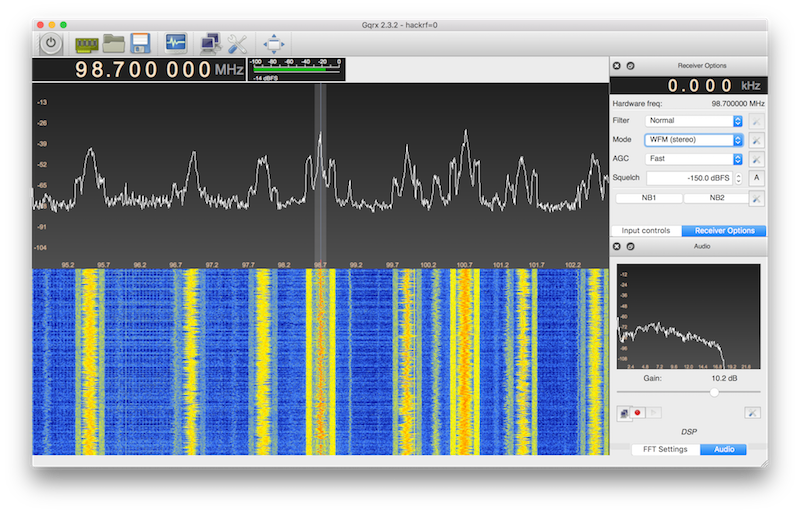 Gqrx 2.3.2 - hackrf=0
98.700 000 MHz
-100 -80 -60 -40 -20 0
-14 dBFS
Receiver Options
0.000 kHz
Hardware freq: 98.700000 MHz
Filter Normal
Mode WFM (stereo)
AGC Fast
Squelch -150.0 dBFS A
NB1 NB2
Input controls Receiver Options
-13
-26
-39
-52
-65
-91
-104
95.2 95.7 96.2 96.7 97.2 97.7 98.2 98.7 99.2 99.7 100.2 100.7 101.2 101.7 102.2
Audio
-12
-24
-36
-48
-60
-72
-96
-108
2.4 4.8 7.2 9.6 12.0 14.4 16.8 19.2 21.6
Gain: 10.2 dB
DSP
FFT Settings Audio